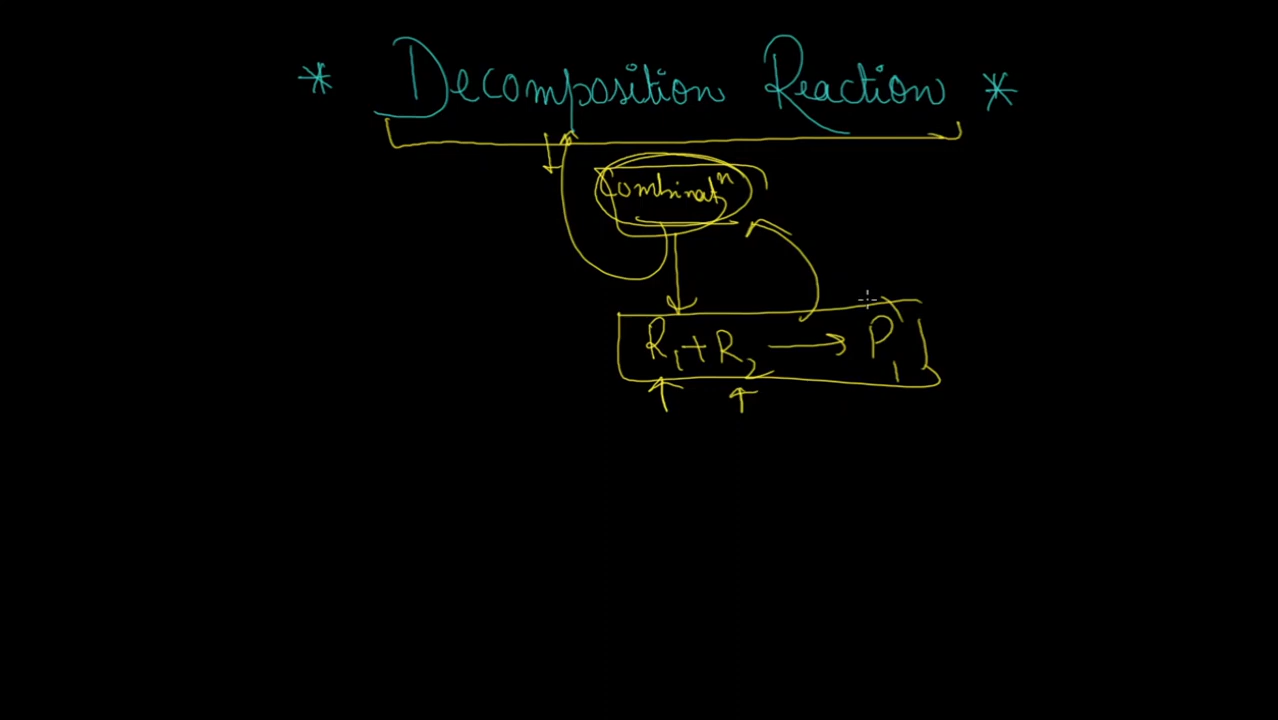 * Decomposition Reaction *
Combinatⁿ
R₁ + R₂ → P₁